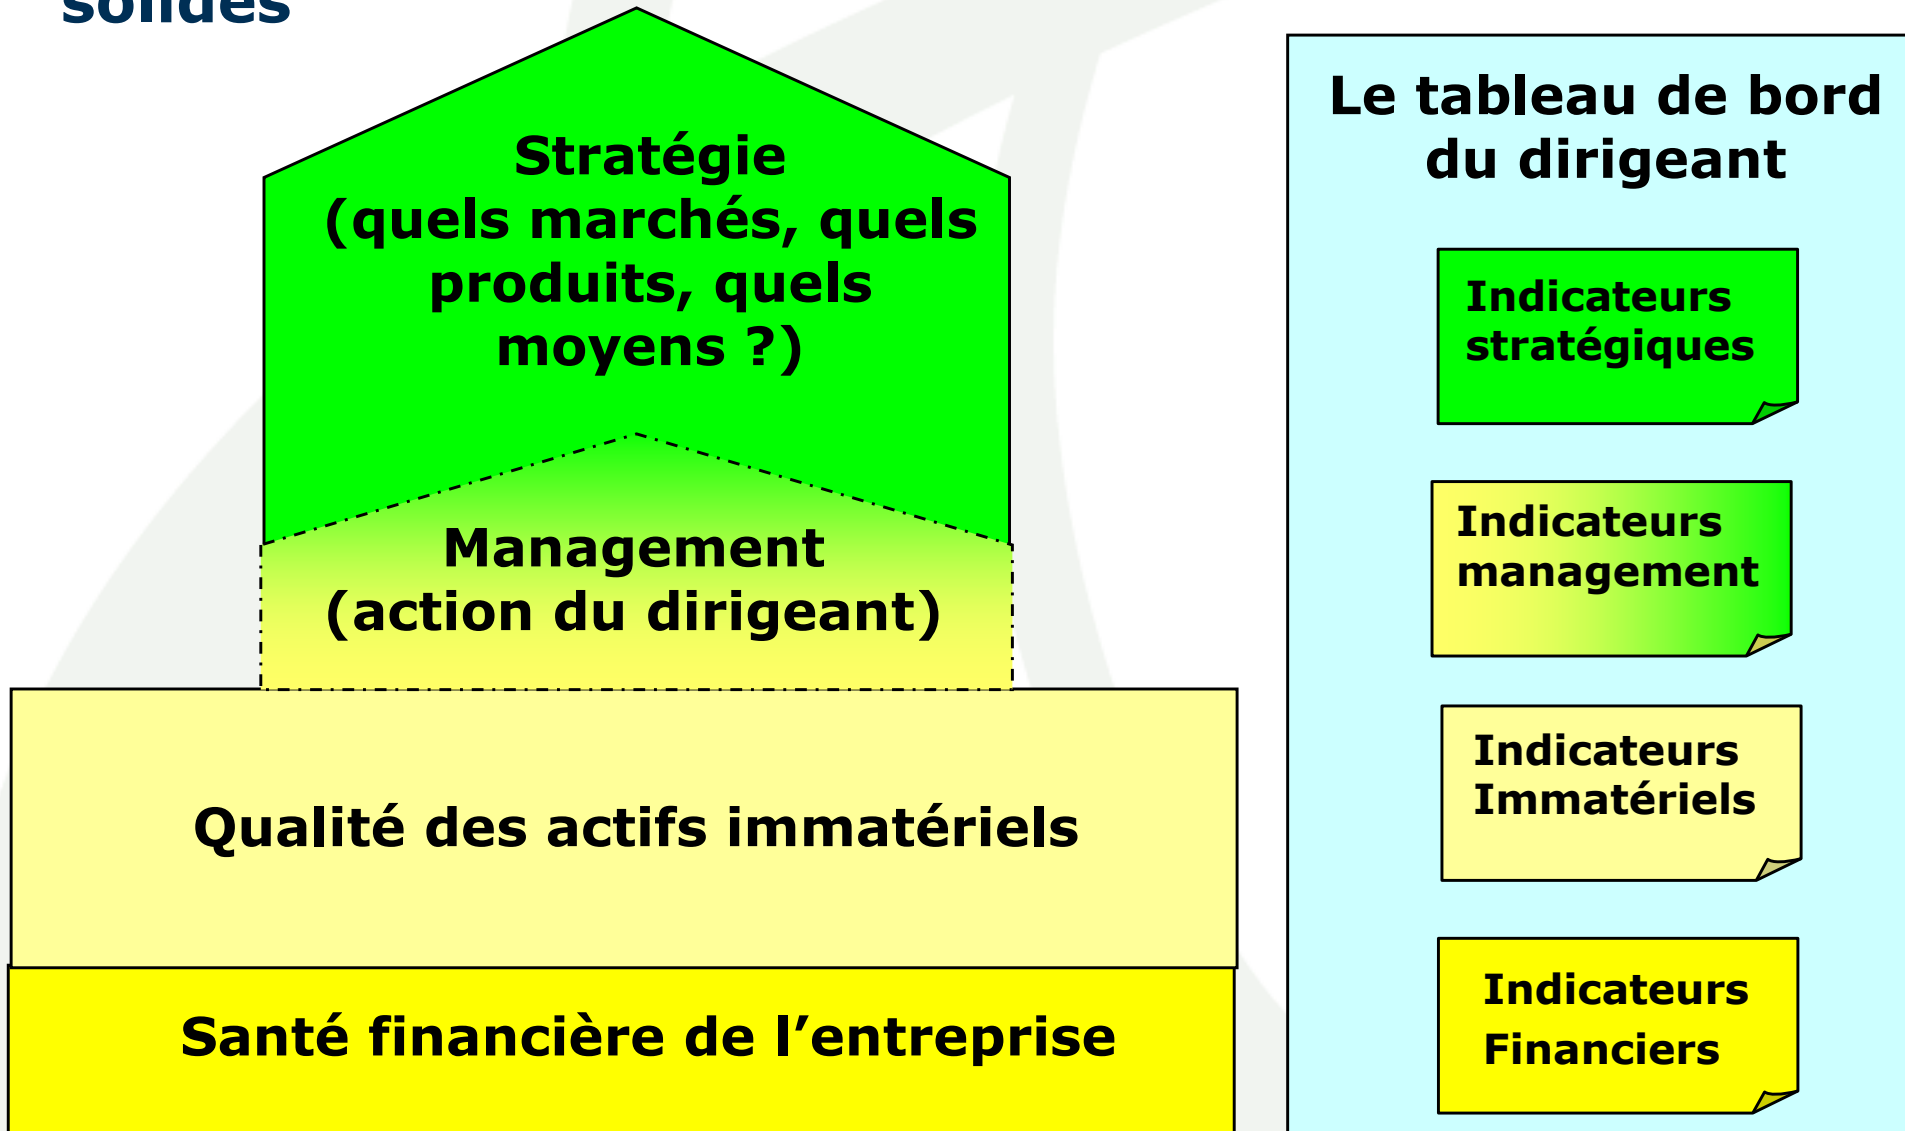 solides
Stratégie
(quels marchés, quels
produits, quels
moyens ?)
Management
(action du dirigeant)
Qualité des actifs immatériels
Santé financière de l’entreprise
Le tableau de bord
du dirigeant
Indicateurs
stratégiques
Indicateurs
management
Indicateurs
Immatériels
Indicateurs
Financiers